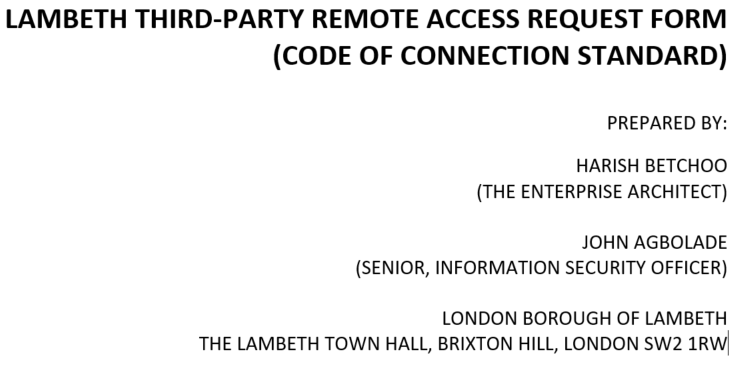 LAMBETH THIRD-PARTY REMOTE ACCESS REQUEST FORM
(CODE OF CONNECTION STANDARD)
PREPARED BY:
HARISH BETCHOO
(THE ENTERPRISE ARCHITECT)
JOHN AGBOLADE
(SENIOR, INFORMATION SECURITY OFFICER)
LONDON BOROUGH OF LAMBETH
THE LAMBETH TOWN HALL, BRIXTON HILL, LONDON SW2 1RW